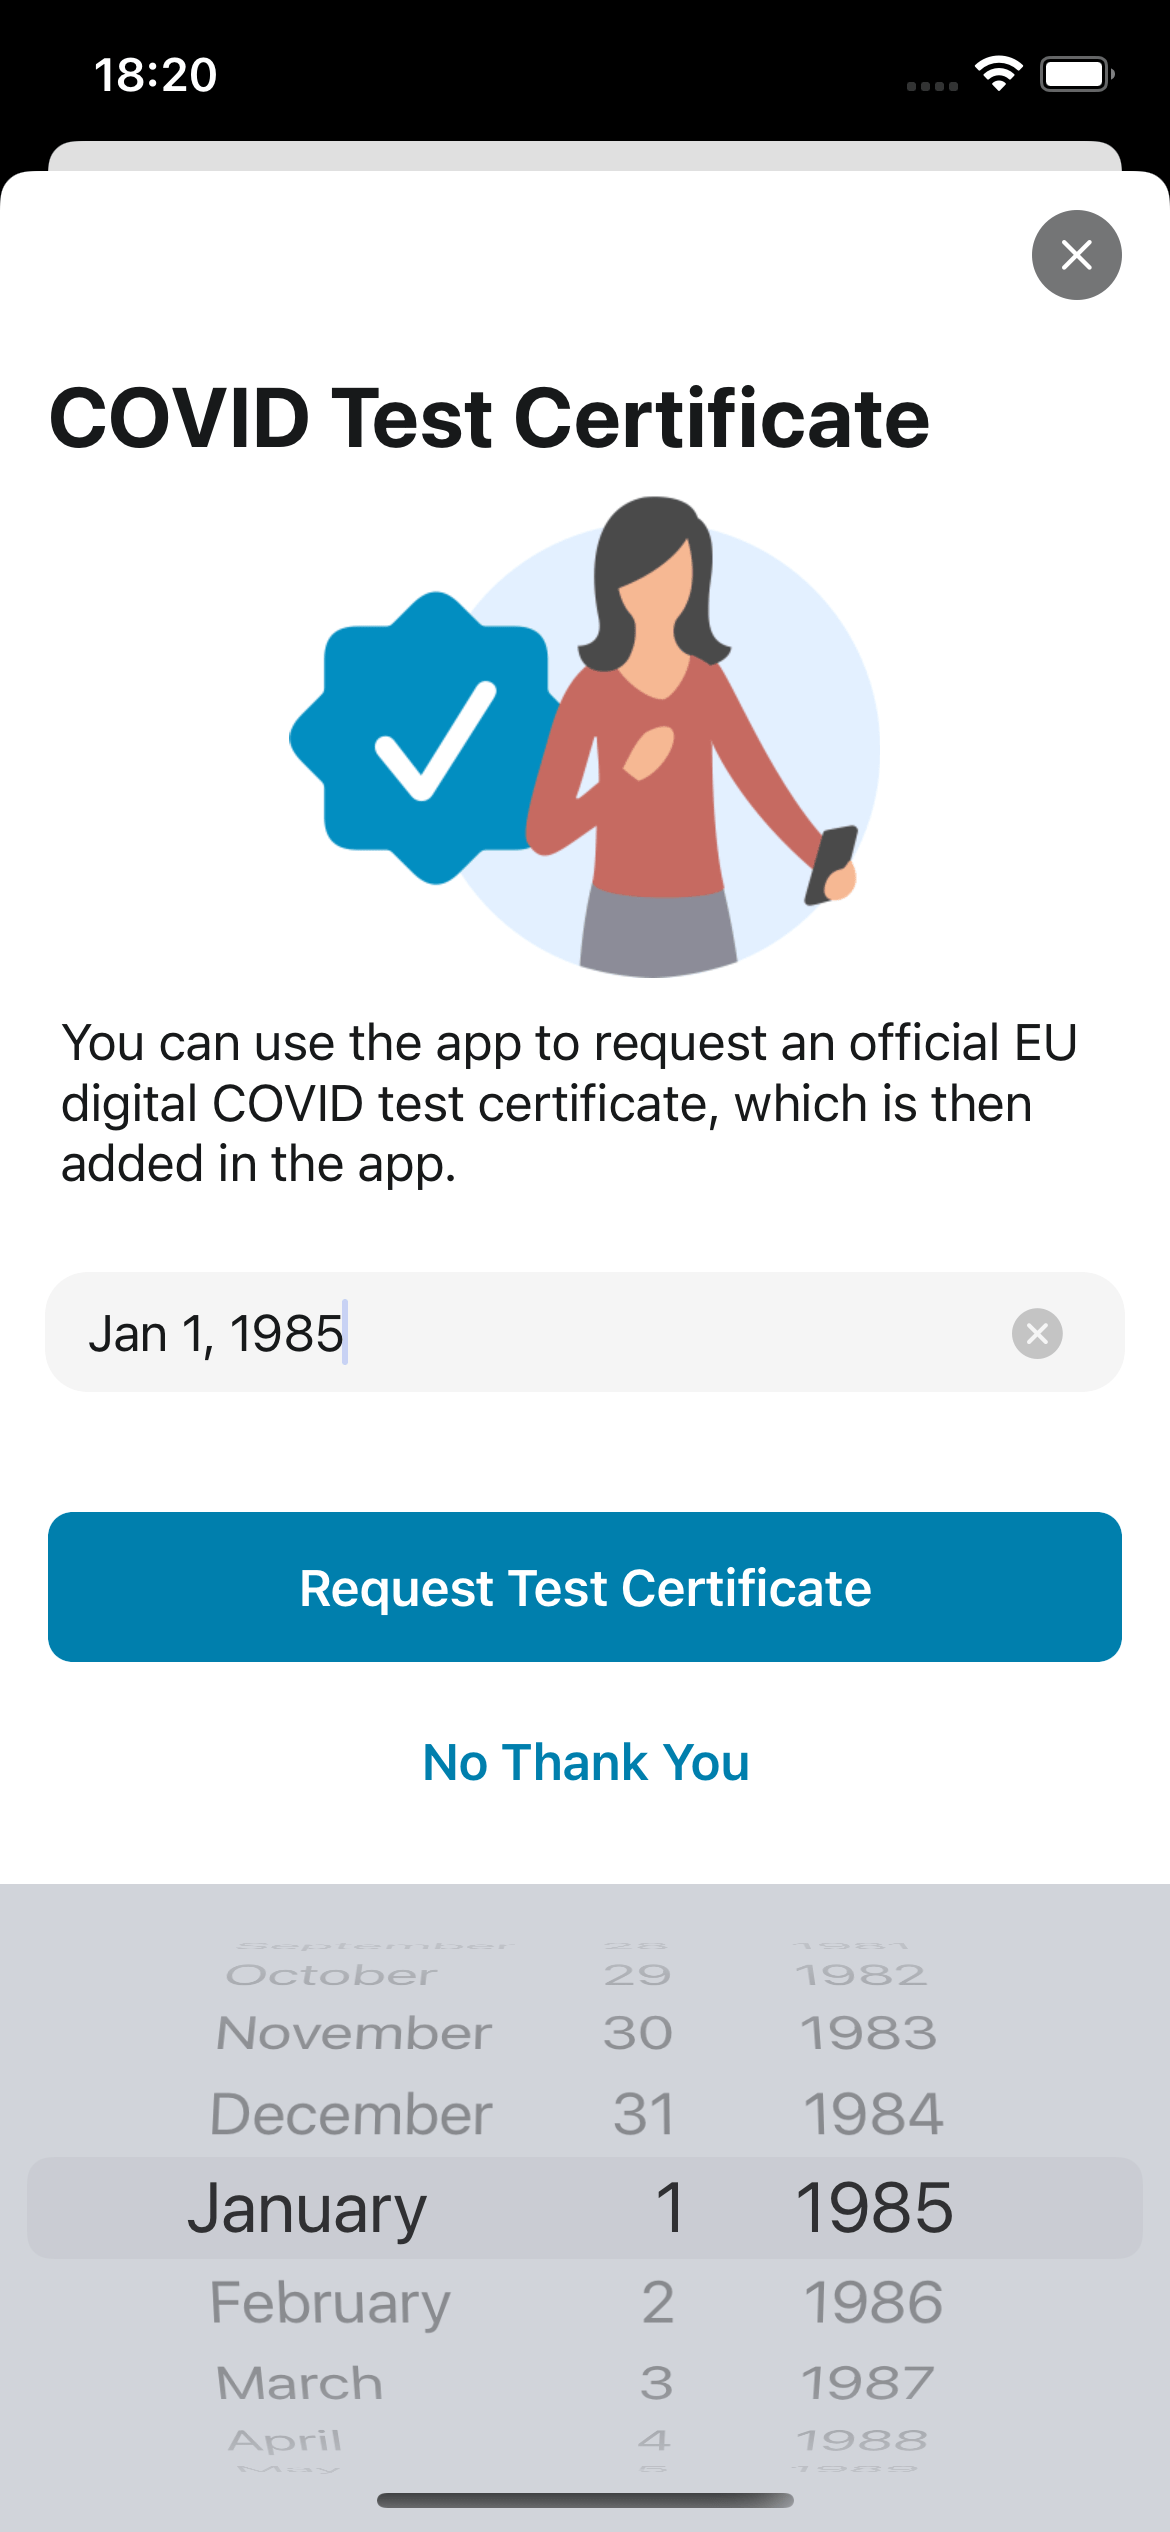 18:20
COVID Test Certificate
You can use the app to request an official EU
digital COVID test certificate, which is then
added in the app.
Jan 1, 1985
Request Test Certificate
No Thank You
September 28 1981
October 29 1982
November 30 1983
December 31 1984
January 1 1985
February 2 1986
March 3 1987
April 4 1988
May 5 1989